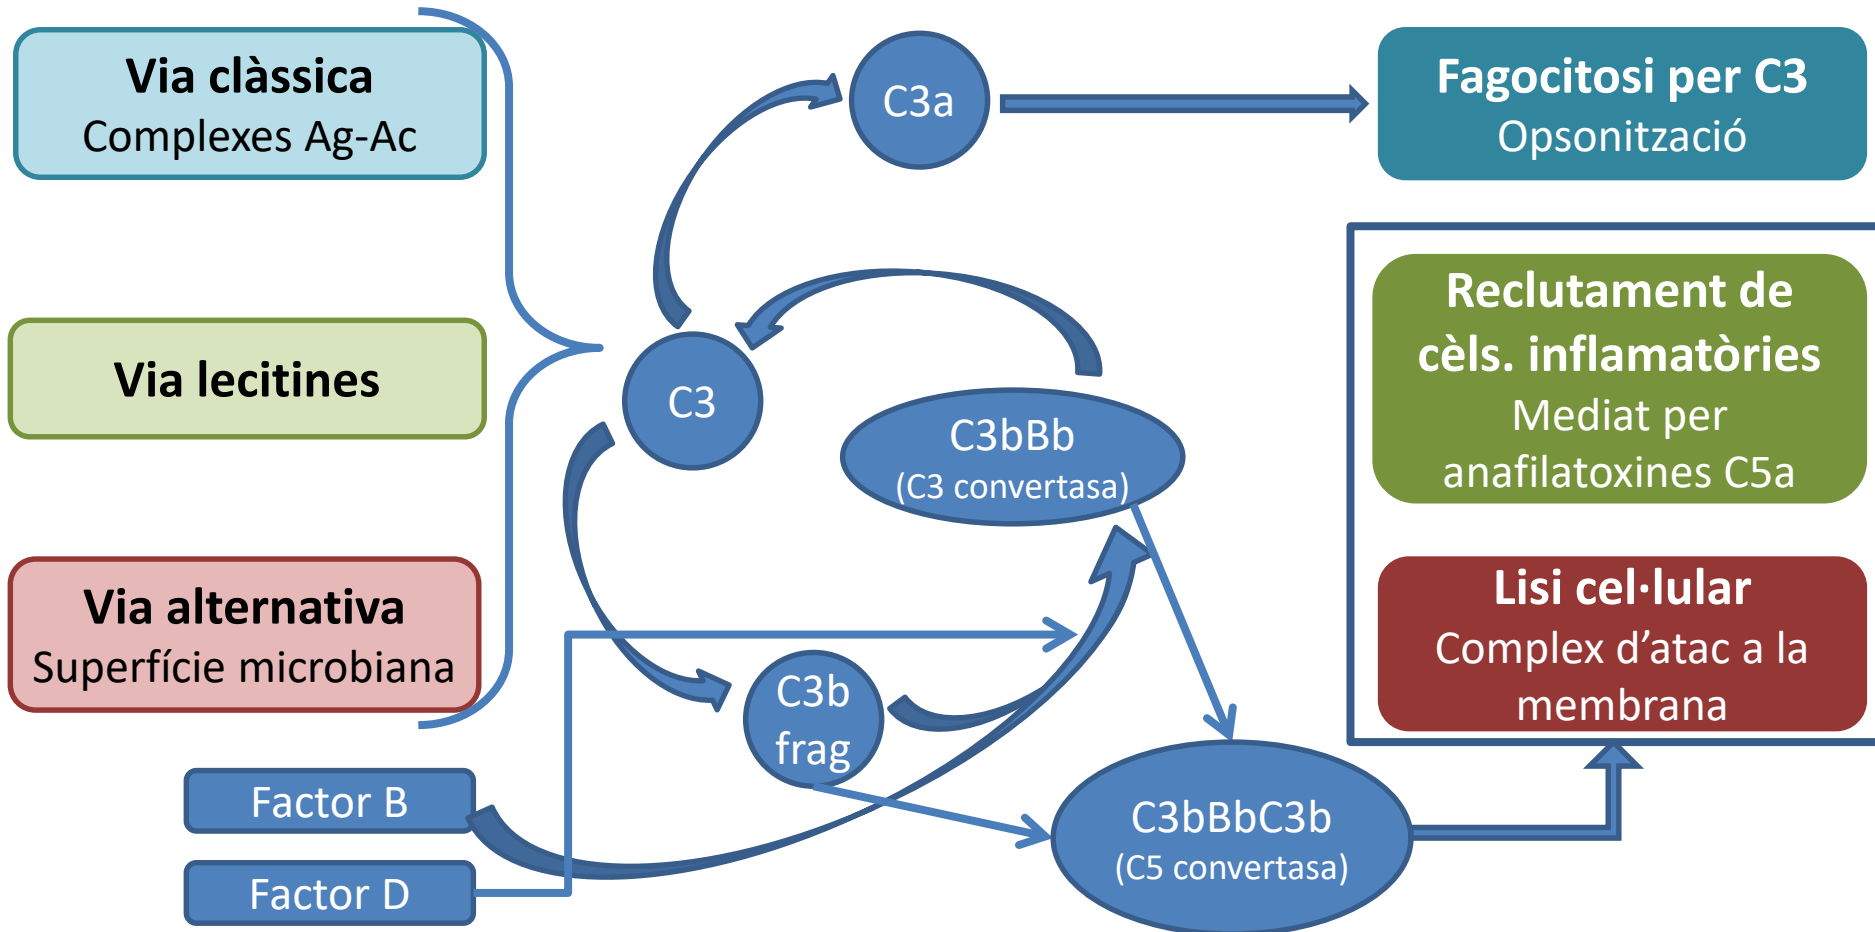 Via clàssica
Complexes Ag-Ac
Via lecitines
Via alternativa
Superfície microbiana
Factor B
Factor D
C3a
C3
C3bBb
(C3 convertasa)
C3b
frag
C3bBbC3b
(C5 convertasa)
Fagocitosi per C3
Opsonització
Reclutament de
cèls. inflamatòries
Mediat per
anafilatoxines C5a
Lisi cel·lular
Complex d’atac a la
membrana